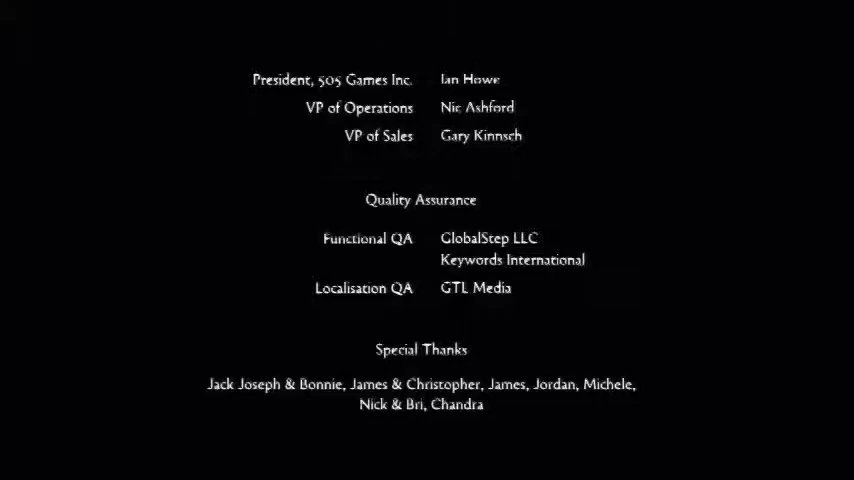 President, 505 Games Inc. Ian Howe
VP of Operations Nic Ashford
VP of Sales Gary Kinnsch
Quality Assurance
Functional QA GlobalStep LLC
Keywords International
Localisation QA GTL Media
Special Thanks
Jack Joseph & Bonnie, James & Christopher, James, Jordan, Michele,
Nick & Bri, Chandra